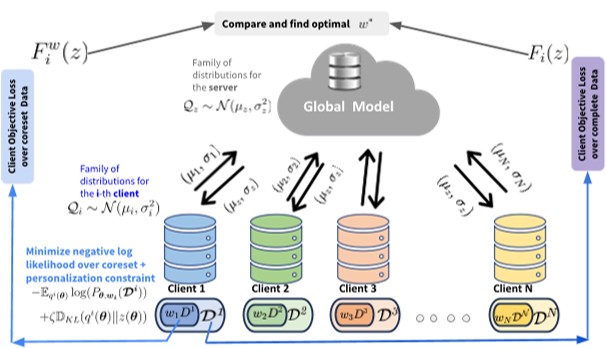 Compare and find optimal w*
F_i^w(z)
F_i(z)
Family of
distributions for
the server
Q_z ∼ N(μ_z, σ_z^2]
Global Model
Client Objective Loss
over coreset Data
Client Objective Loss
over complete Data
Family of
distributions for
the i-th client
Q_i ∼ N(μ_i, σ_i^2)
(μ_1, σ_1)
(μ_z, σ_z)
(μ_2, σ_2)
(μ_z, σ_z)
(μ_N, σ_N)
(μ_z, σ_z)
Minimize negative log
likelihood over coreset +
personalization constraint
−𝔼_{q^i(θ)} log(P_{θ,w_i}(D^i))
+ζ𝔻_{KL}(q^i(θ)||z(θ))
Client 1
Client 2
Client 3
Client N
w_1D^1 D^1
w_2D^2 D^2
w_3D^3 D^3
w_ND^N D^N